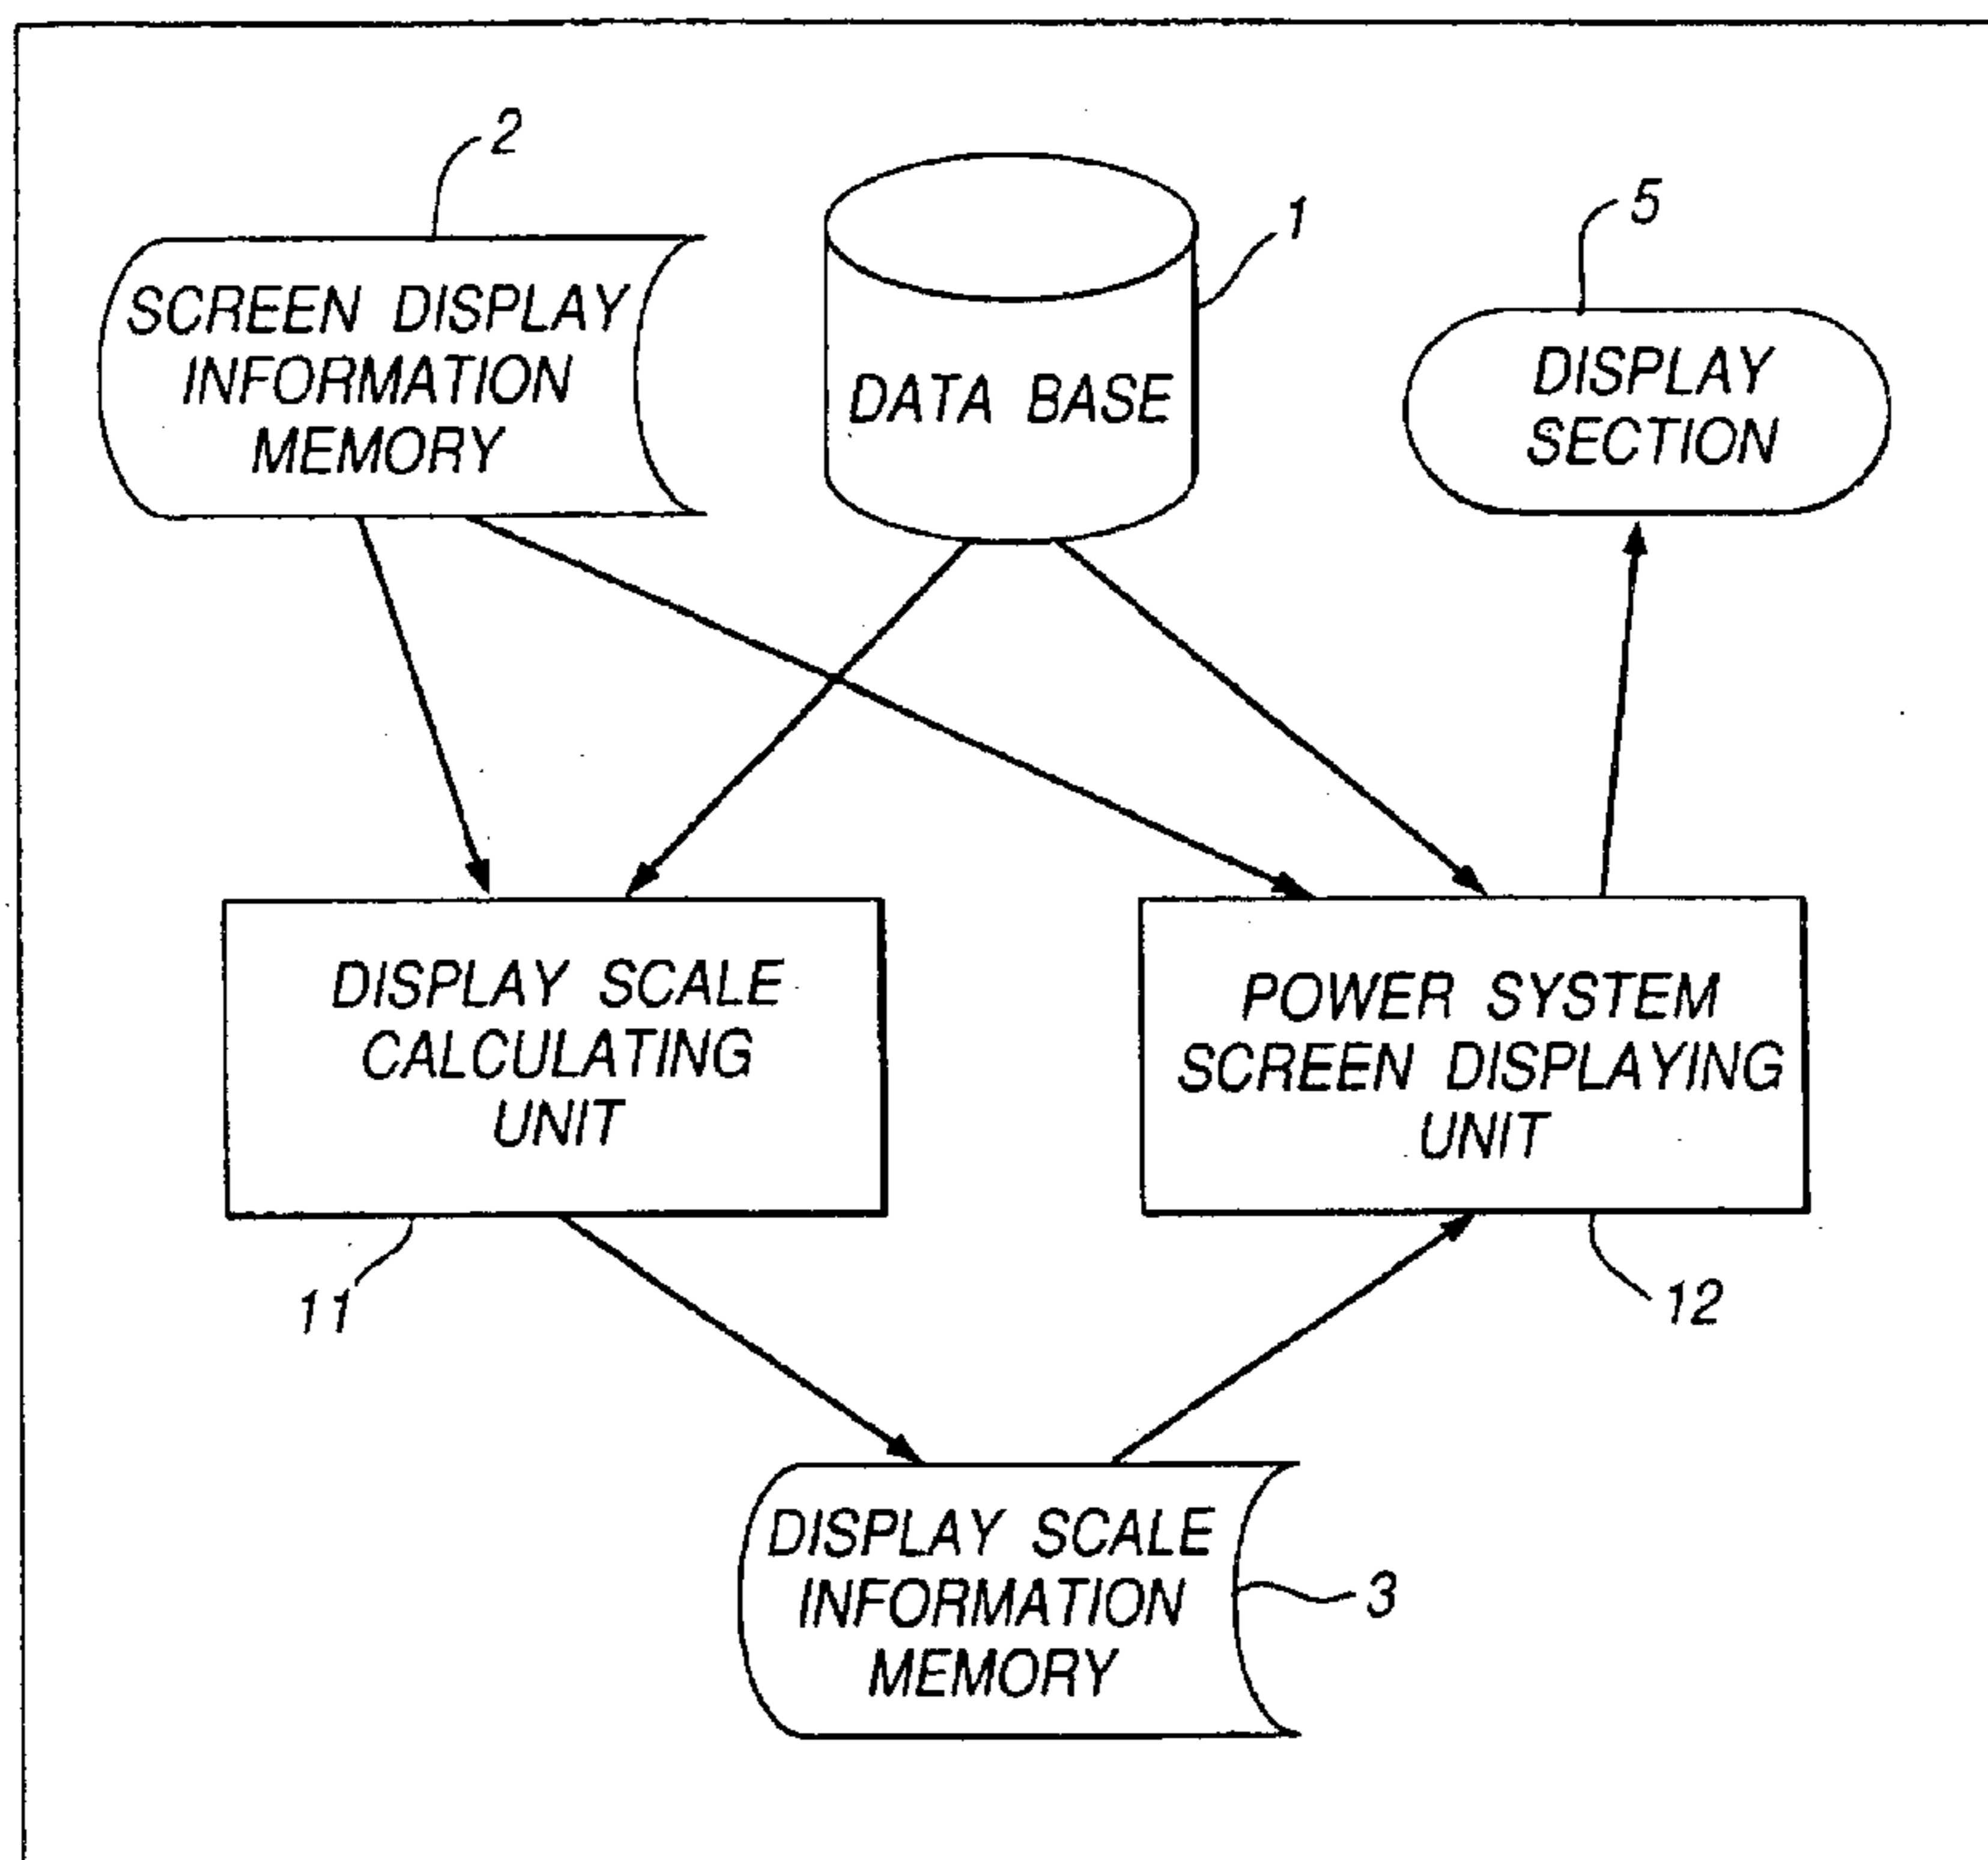 2
1
5
SCREEN DISPLAY
INFORMATION
MEMORY
DATA BASE
DISPLAY
SECTION
DISPLAY SCALE
CALCULATING
UNIT
POWER SYSTEM
SCREEN DISPLAYING
UNIT
11
12
DISPLAY SCALE
INFORMATION
MEMORY
3